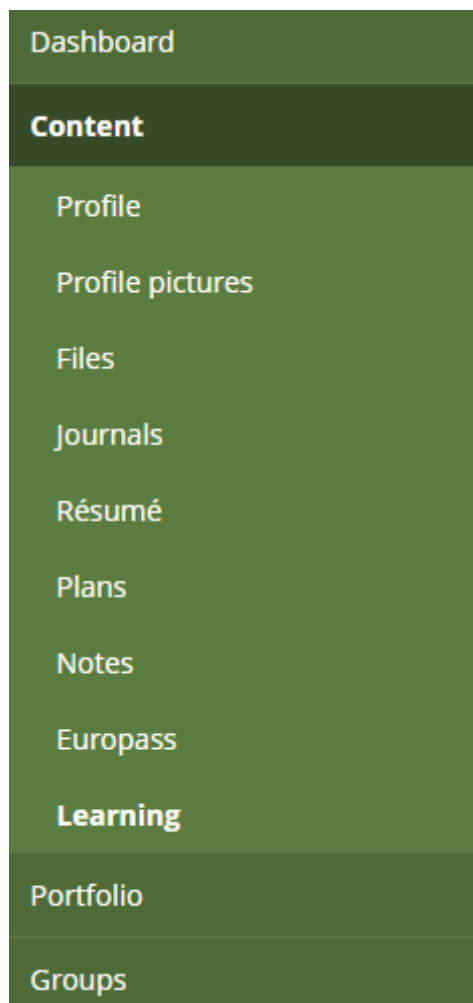 Dashboard
Content
Profile
Profile pictures
Files
Journals
Résumé
Plans
Notes
Europass
Learning
Portfolio
Groups